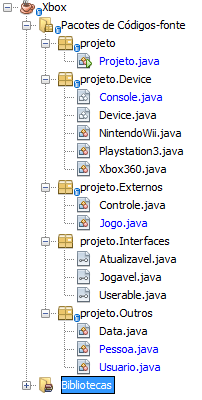 Xbox
Pacotes de Códigos-fonte
projeto
Projeto.java
projeto.Device
Console.java
Device.java
NintendoWii.java
Playstation3.java
Xbox360.java
projeto.Externos
Controle.java
Jogo.java
projeto.Interfaces
Atualizavel.java
Jogavel.java
Userable.java
projeto.Outros
Data.java
Pessoa.java
Usuario.java
Bibliotecas